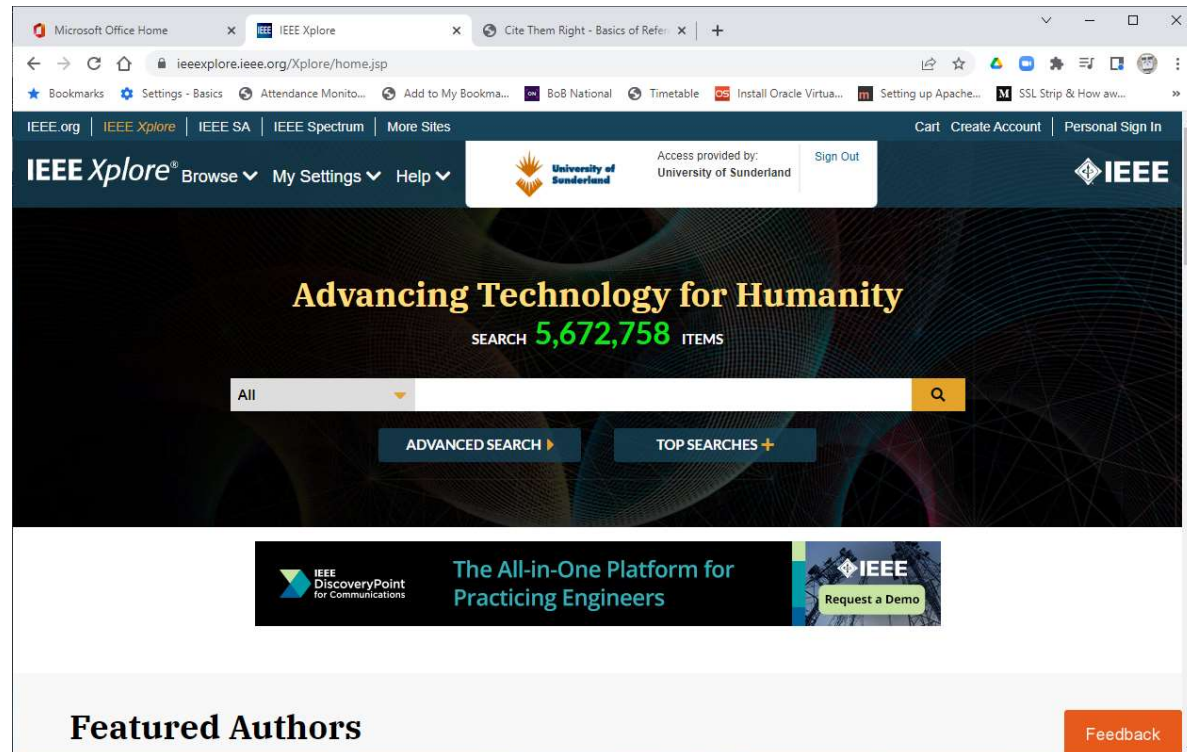 Microsoft Office Home
IEEE Xplore
Cite Them Right - Basics of Refer
ieeexplore.ieee.org/Xplore/home.jsp
Bookmarks Settings - Basics Attendance Monito... Add to My Bookma... ON BoB National Timetable OS Install Oracle Virtua... m Setting up Apache... M SSL Strip & How aw... »
IEEE.org | IEEE Xplore | IEEE SA | IEEE Spectrum | More Sites
Cart Create Account | Personal Sign In
IEEE Xplore® Browse My Settings Help
University of
Sunderland
Access provided by:
University of Sunderland
Sign Out
IEEE
Advancing Technology for Humanity
SEARCH 5,672,758 ITEMS
All
ADVANCED SEARCH
TOP SEARCHES +
IEEE
DiscoveryPoint
for Communications
The All-in-One Platform for
Practicing Engineers
IEEE
Request a Demo
Featured Authors
Feedback